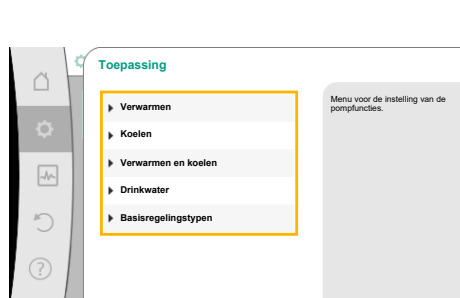 Toepassing
Verwarmen
Koelen
Verwarmen en koelen
Drinkwater
Basisregelingstypen
Menu voor de instelling van de
pompfuncties.
?